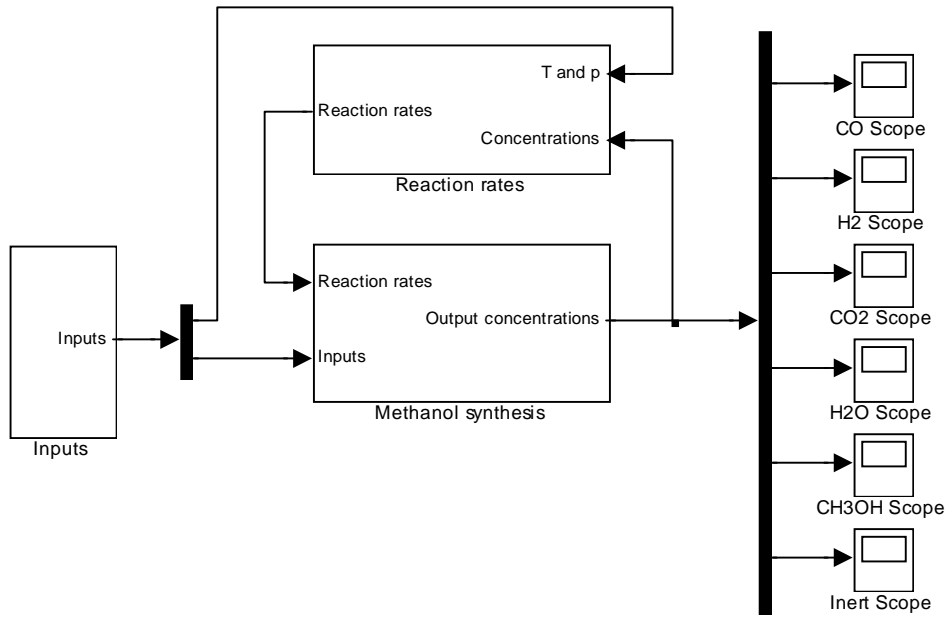 T and p
Reaction rates
Concentrations
Reaction rates
Reaction rates
Output concentrations
Inputs
Methanol synthesis
Inputs
Inputs
CO Scope
H2 Scope
CO2 Scope
H2O Scope
CH3OH Scope
Inert Scope